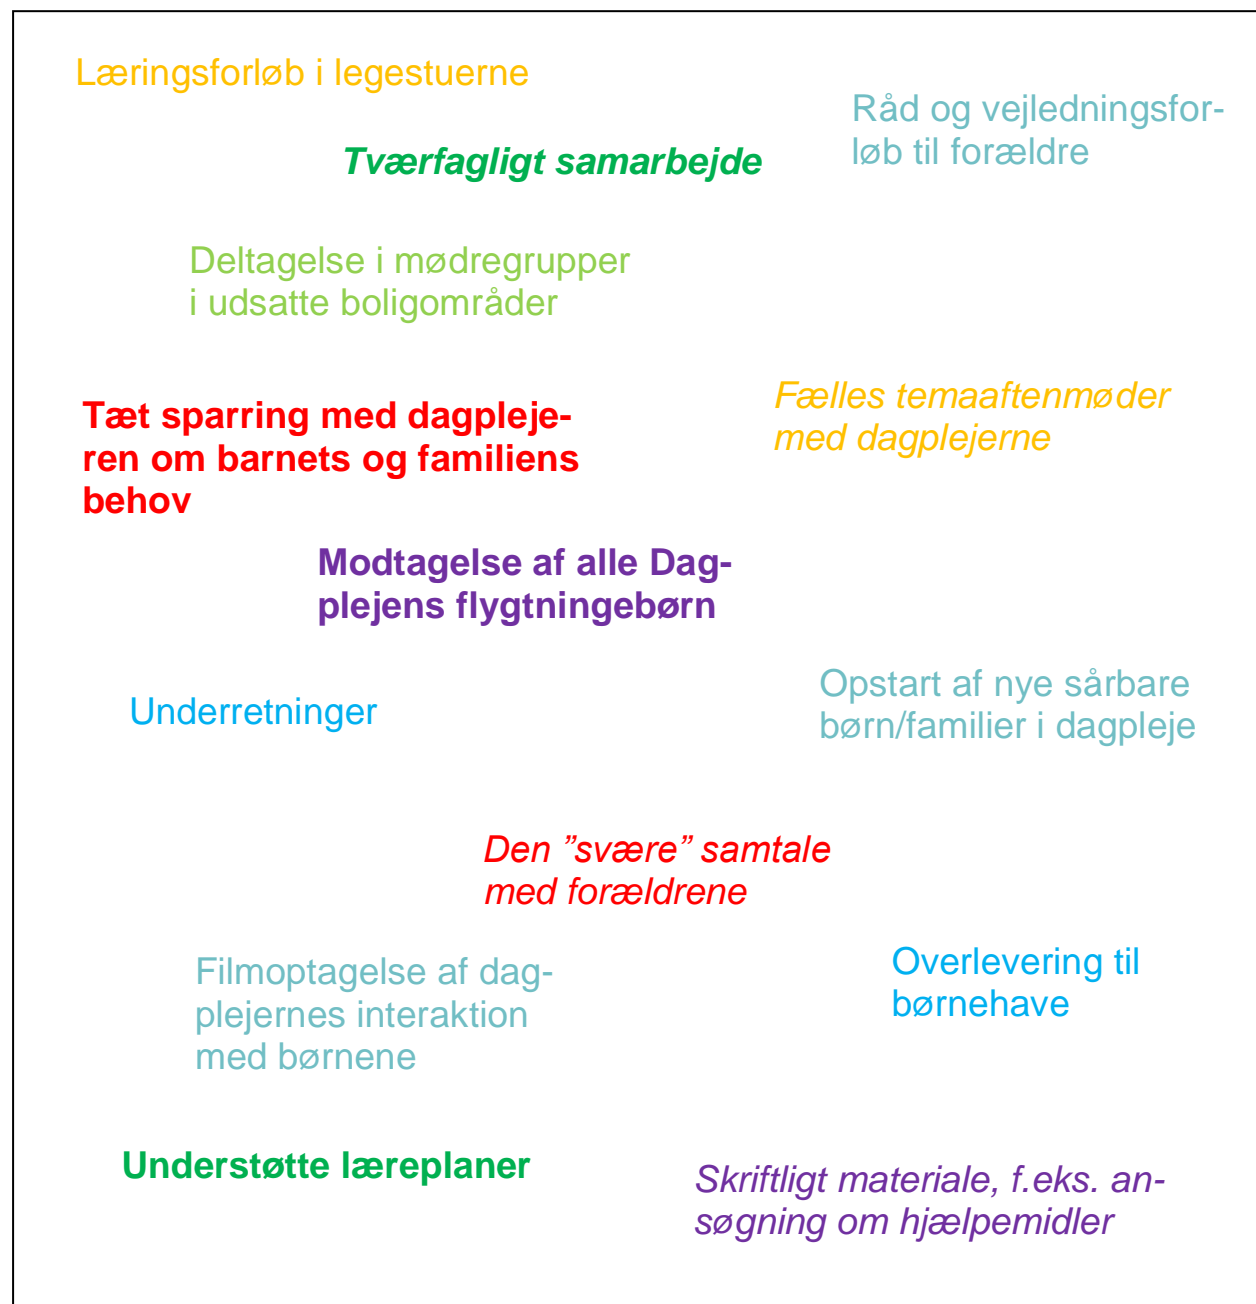 Læringsforløb i legestuerne
Råd og vejledningsfor-
løb til forældre
Tværfagligt samarbejde
Deltagelse i mødregrupper
i udsatte boligområder
Fælles temaaftenmøder
med dagplejerne
Tæt sparring med dagpleje-
ren om barnets og familiens
behov
Modtagelse af alle Dag-
plejens flygtningebørn
Opstart af nye sårbare
børn/familier i dagpleje
Underretninger
Den ”svære” samtale
med forældrene
Overlevering til
børnehave
Filmoptagelse af dag-
plejernes interaktion
med børnene
Understøtte læreplaner
Skriftligt materiale, f.eks. an-
søgning om hjælpemidler